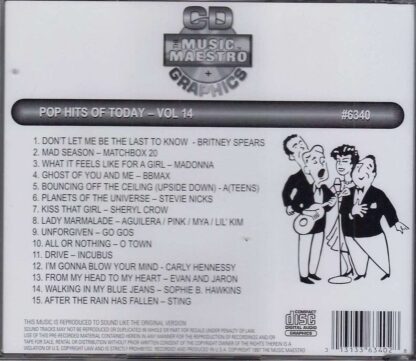 CD
MUSIC
MAESTRO
+
GRAPHICS
POP HITS OF TODAY – VOL 14 #6340
1. DON'T LET ME BE THE LAST TO KNOW - BRITNEY SPEARS
2. MAD SEASON – MATCHBOX 20
3. WHAT IT FEELS LIKE FOR A GIRL – MADONNA
4. GHOST OF YOU AND ME – BBMAX
5. BOUNCING OFF THE CEILING (UPSIDE DOWN) - A(TEENS)
6. PLANETS OF THE UNIVERSE – STEVIE NICKS
7. KISS THAT GIRL – SHERYL CROW
8. LADY MARMALADE – AGUILERA / PINK / MYA / LIL' KIM
9. UNFORGIVEN – GO GOS
10. ALL OR NOTHING – O TOWN
11. DRIVE – INCUBUS
12. I'M GONNA BLOW YOUR MIND - CARLY HENNESSY
13. FROM MY HEAD TO MY HEART – EVAN AND JARON
14. WALKING IN MY BLUE JEANS – SOPHIE B. HAWKINS
15. AFTER THE RAIN HAS FALLEN – STING
THIS MUSIC IS REPRODUCED TO SOUND LIKE THE ORIGINAL VERSION
COMPACT
disc
DIGITAL AUDIO
GRAPHICS